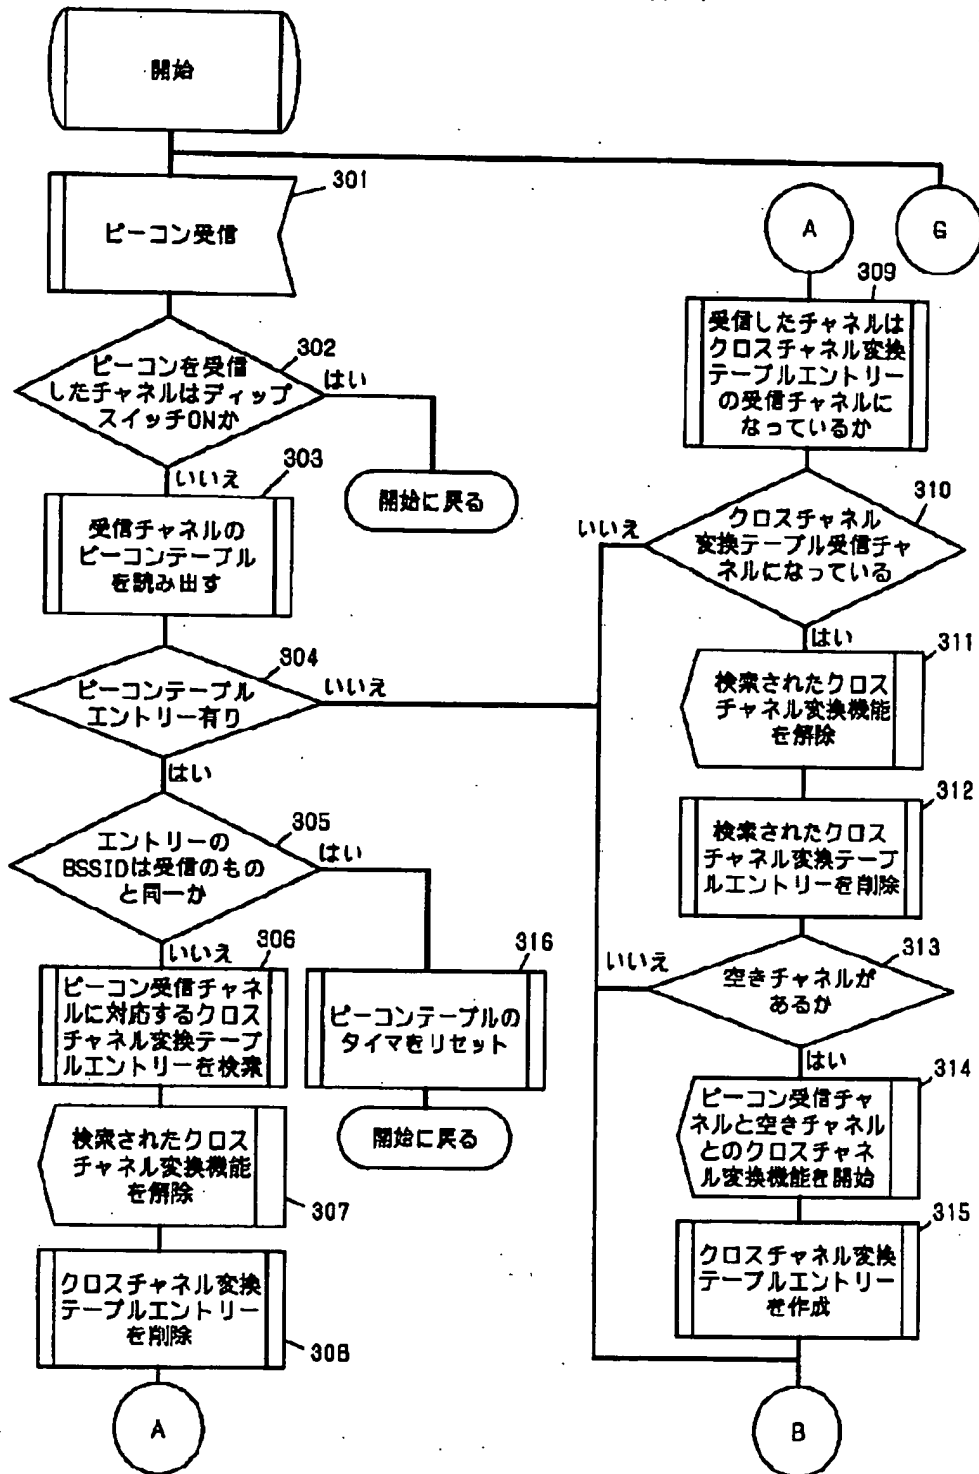 開始
301
ビーコン受信
302
ビーコンを受信
したチャネルはディップ
スイッチONか
はい
いいえ
開始に戻る
303
受信チャネルの
ビーコンテーブル
を読み出す
304
ビーコンテーブル
エントリー有り
いいえ
はい
305
エントリーの
BSSIDは受信のもの
と同一か
はい
いいえ
306
ビーコン受信チャネ
ルに対応するクロス
チャネル変換テーブ
ルエントリーを検索
316
ビーコンテーブルの
タイマをリセット
開始に戻る
検索されたクロス
チャネル変換機能
を解除
307
クロスチャネル変換
テーブルエントリー
を削除
308
A
A
G
309
受信したチャネルは
クロスチャネル変換
テーブルエントリー
の受信チャネルに
なっているか
310
クロスチャネル
変換テーブル受信チャ
ネルになっている
いいえ
はい
311
検索されたクロス
チャネル変換機能
を解除
312
検索されたクロス
チャネル変換テーブ
ルエントリーを削除
313
空きチャネルが
あるか
いいえ
はい
314
ビーコン受信チャ
ネルと空きチャネル
とのクロスチャネ
ル変換機能を開始
315
クロスチャネル変換
テーブルエントリー
を作成
B